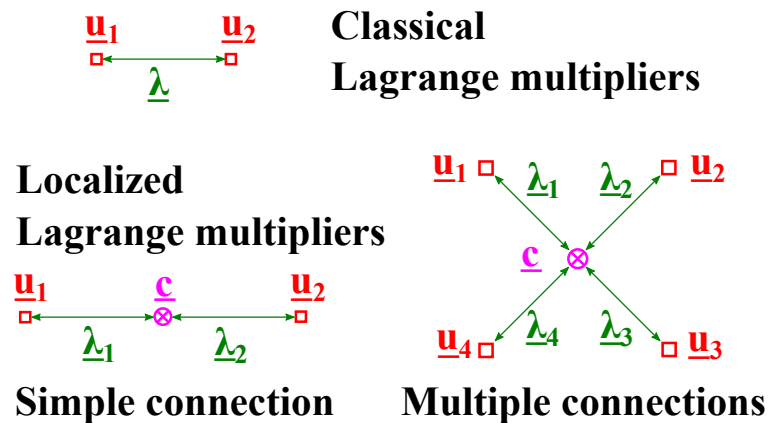 u₁ u₂
λ
Classical
Lagrange multipliers
Localized
Lagrange multipliers
u₁ c u₂
λ₁ λ₂
Simple connection
u₁ λ₁ λ₂ u₂
c
u₄ λ₄ λ₃ u₃
Multiple connections